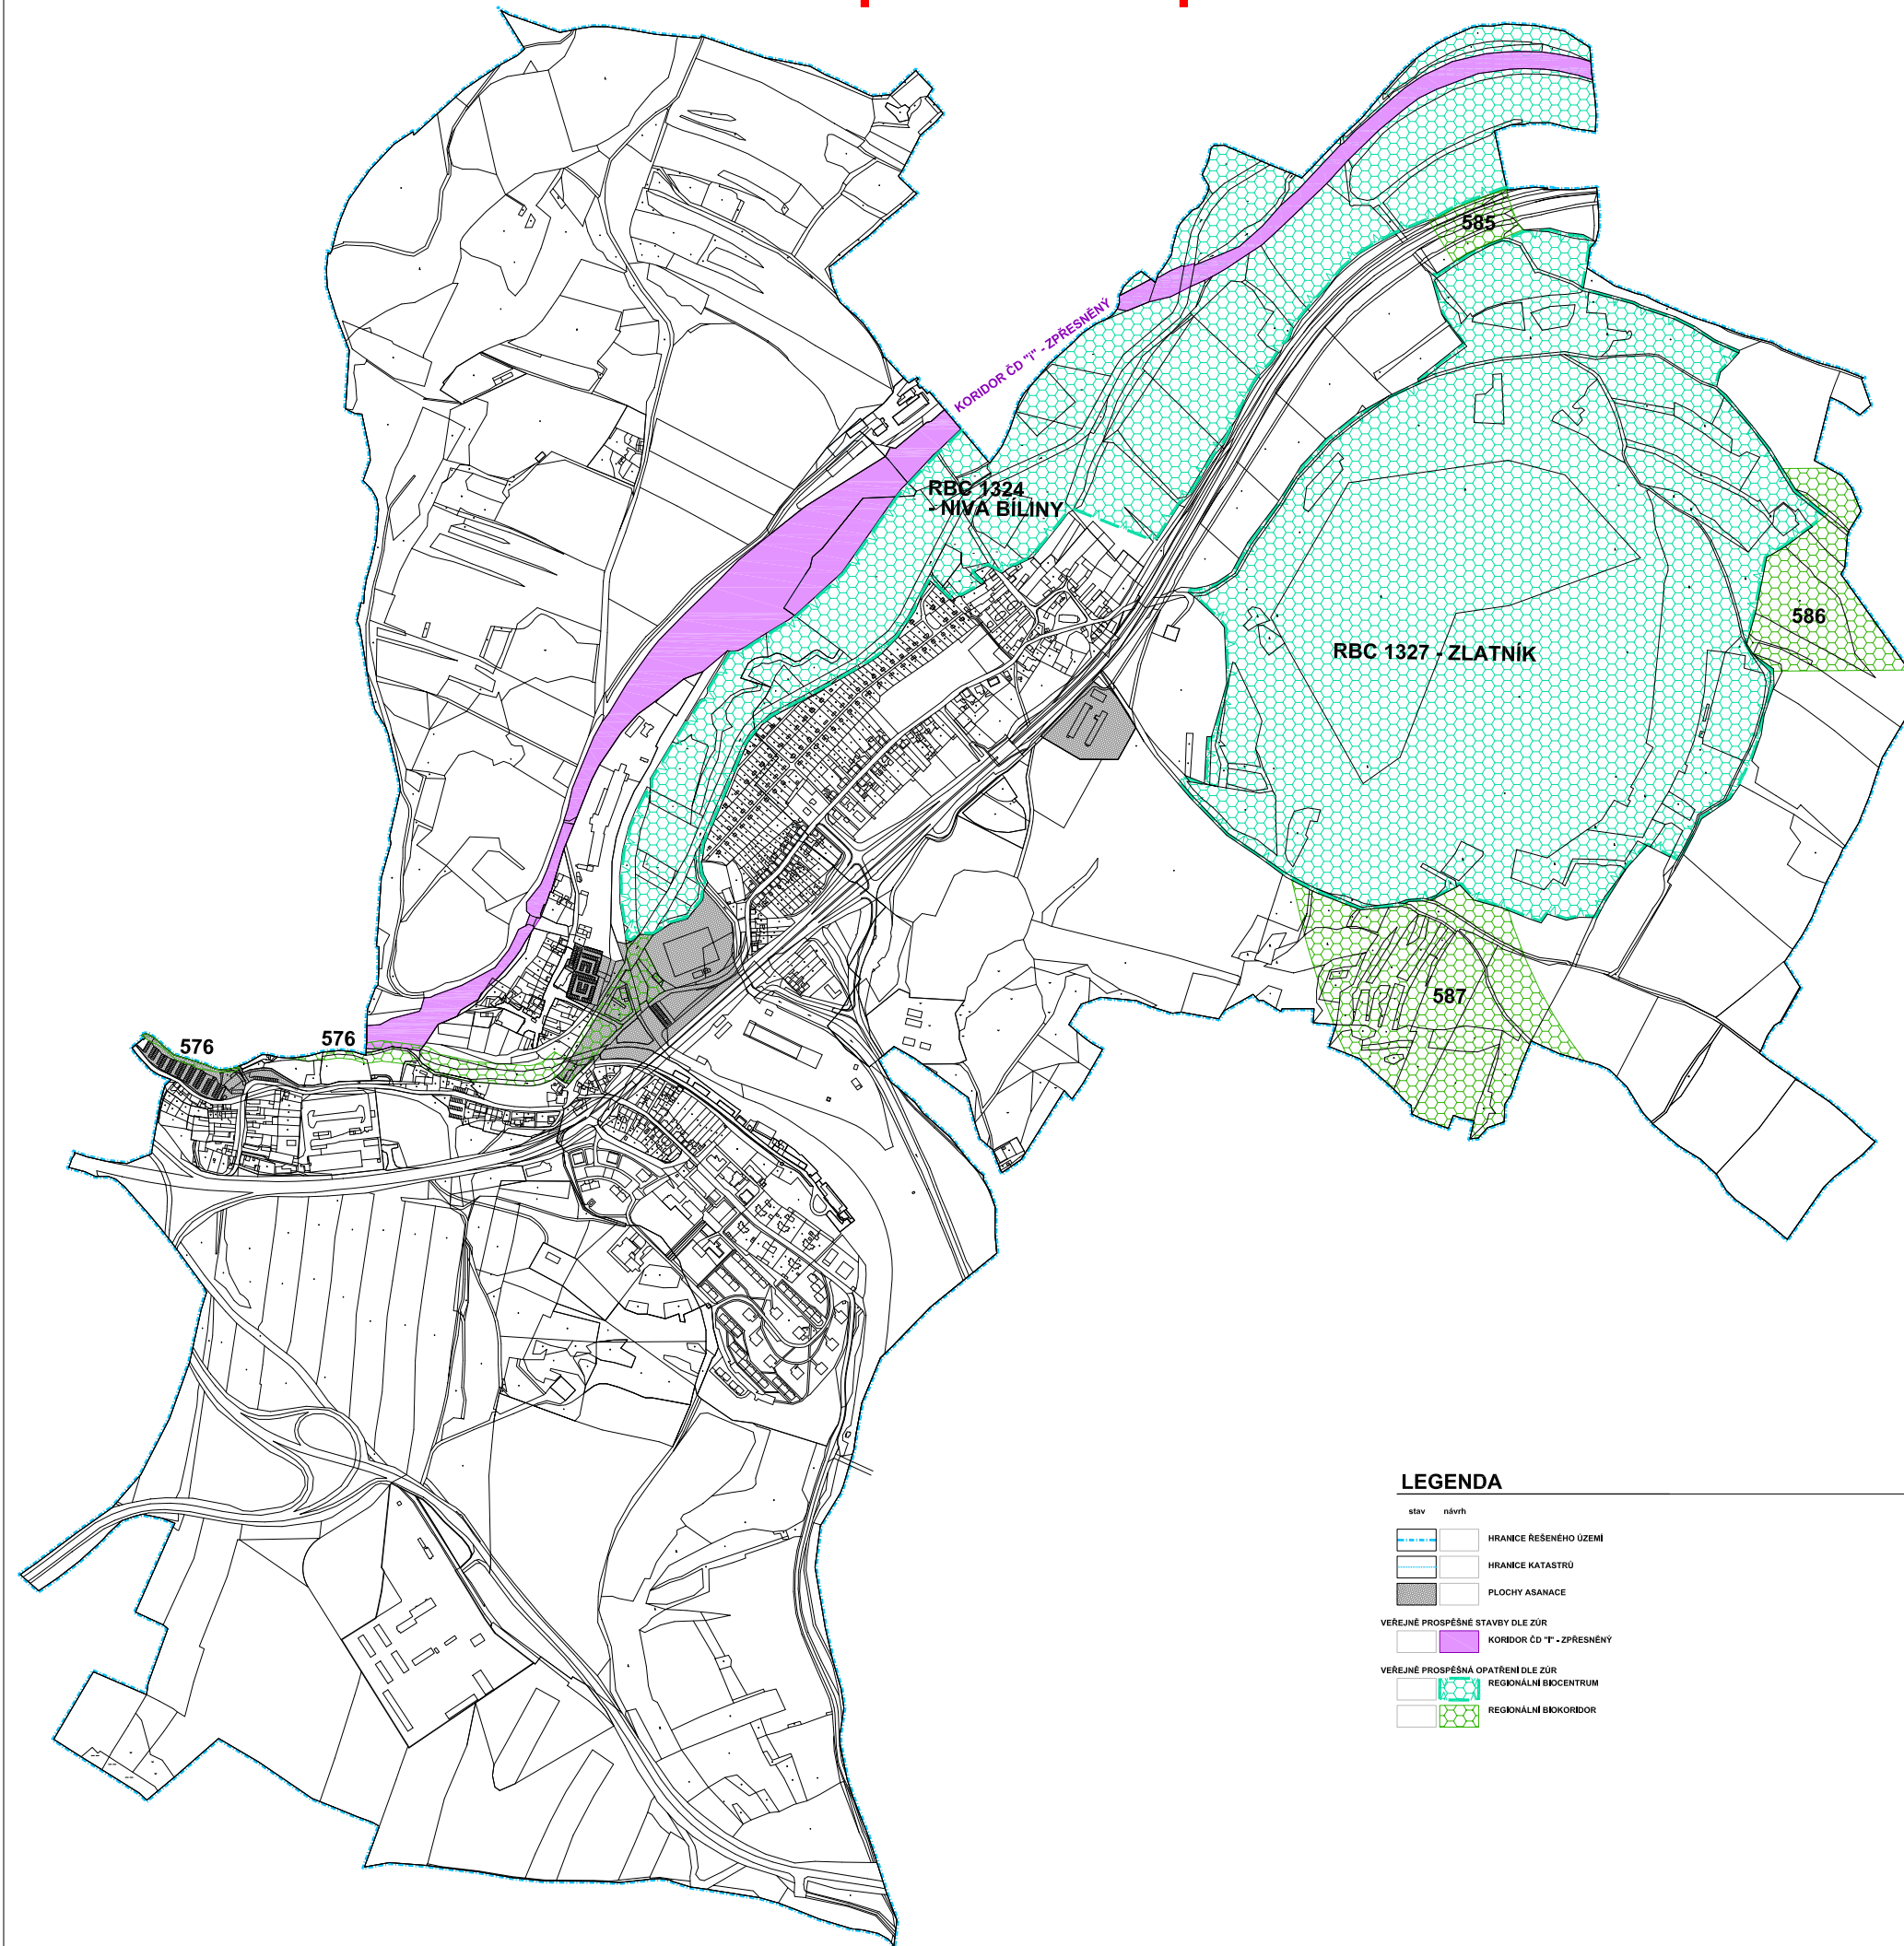 585
KORIDOR ČD "I" - ZPŘESNĚNÝ
RBC 1324
- NIVA BÍLINY
586
RBC 1327 - ZLATNÍK
587
576
576
LEGENDA
stav návrh
HRANICE ŘEŠENÉHO ÚZEMÍ
HRANICE KATASTRŮ
PLOCHY ASANACE
VEŘEJNĚ PROSPĚŠNÉ STAVBY DLE ZÚR
KORIDOR ČD "I" - ZPŘESNĚNÝ
VEŘEJNĚ PROSPĚŠNÁ OPATŘENÍ DLE ZÚR
REGIONÁLNÍ BIOCENTRUM
REGIONÁLNÍ BIOKORIDOR